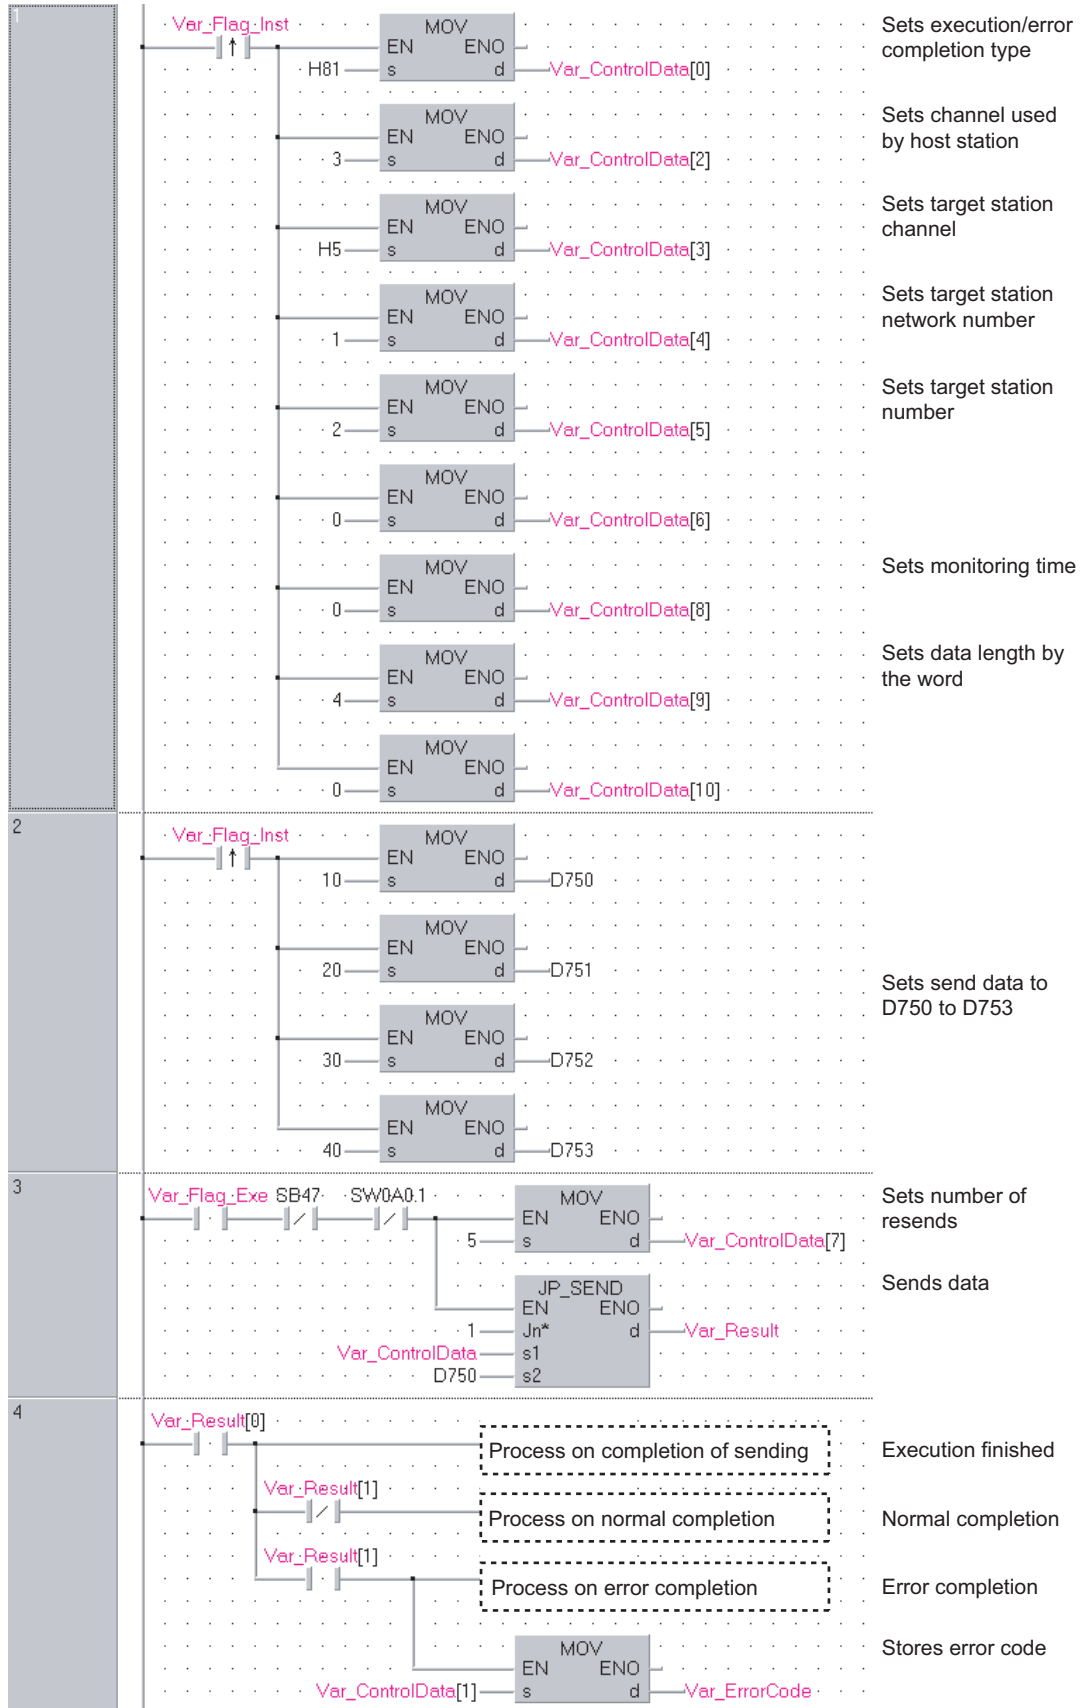 1
Var_Flag_Inst
MOV
EN ENO
H81 s d Var_ControlData[0]
Sets execution/error
completion type
MOV
EN ENO
3 s d Var_ControlData[2]
Sets channel used
by host station
MOV
EN ENO
H5 s d Var_ControlData[3]
Sets target station
channel
MOV
EN ENO
1 s d Var_ControlData[4]
Sets target station
network number
MOV
EN ENO
2 s d Var_ControlData[5]
Sets target station
number
MOV
EN ENO
0 s d Var_ControlData[6]
MOV
EN ENO
0 s d Var_ControlData[8]
Sets monitoring time
MOV
EN ENO
4 s d Var_ControlData[9]
Sets data length by
the word
MOV
EN ENO
0 s d Var_ControlData[10]
2
Var_Flag_Inst
MOV
EN ENO
10 s d D750
MOV
EN ENO
20 s d D751
MOV
EN ENO
30 s d D752
MOV
EN ENO
40 s d D753
Sets send data to
D750 to D753
3
Var_Flag_Exe SB47 SW0A0.1
MOV
EN ENO
5 s d Var_ControlData[7]
Sets number of
resends
JP_SEND
EN ENO
1 Jn* d Var_Result
Var_ControlData s1
D750 s2
Sends data
4
Var_Result[0]
Process on completion of sending
Execution finished
Var_Result[1]
Process on normal completion
Normal completion
Var_Result[1]
Process on error completion
Error completion
MOV
EN ENO
Var_ControlData[1] s d Var_ErrorCode
Stores error code